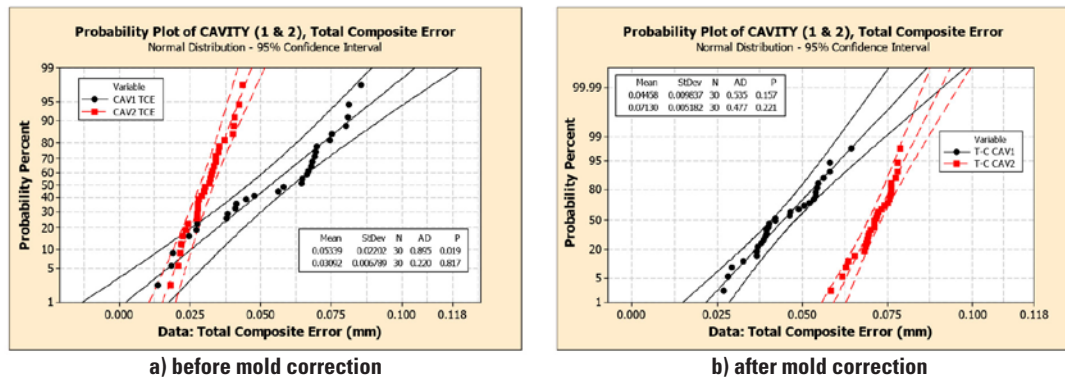 Probability Plot of CAVITY (1 & 2), Total Composite Error
Normal Distribution - 95% Confidence Interval
Probability Percent
99
95
90
80
70
60
50
40
30
20
10
5
1
Variable
CAV1 TCE
CAV2 TCE
Mean StDev N AD P
0.05339 0.02202 30 0.895 0.019
0.03092 0.006789 30 0.220 0.817
0.000 0.025 0.050 0.075 0.100 0.118
Data: Total Composite Error (mm)
a) before mold correction
Probability Plot of CAVITY (1 & 2), Total Composite Error
Normal Distribution - 95% Confidence Interval
Probability Percent
99.99
99
95
80
50
20
5
1
Mean StDev N AD P
0.04458 0.009837 30 0.535 0.157
0.07130 0.005182 30 0.477 0.221
Variable
T-C CAV1
T-C CAV2
0.000 0.025 0.050 0.075 0.100 0.118
Data: Total Composite Error (mm)
b) after mold correction